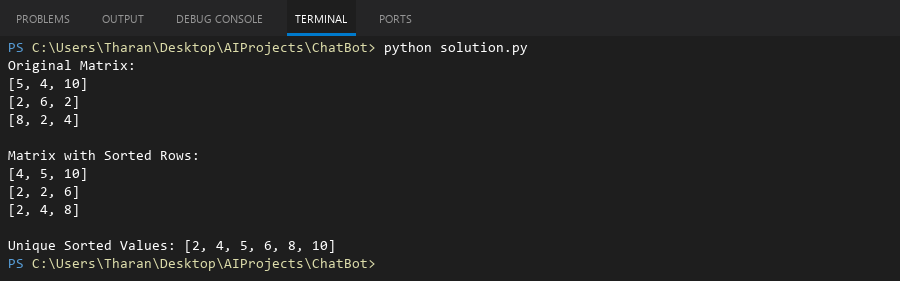 PROBLEMS OUTPUT DEBUG CONSOLE TERMINAL PORTS
PS C:\Users\Tharan\Desktop\AIProjects\ChatBot> python solution.py
Original Matrix:
[5, 4, 10]
[2, 6, 2]
[8, 2, 4]
Matrix with Sorted Rows:
[4, 5, 10]
[2, 2, 6]
[2, 4, 8]
Unique Sorted Values: [2, 4, 5, 6, 8, 10]
PS C:\Users\Tharan\Desktop\AIProjects\ChatBot>